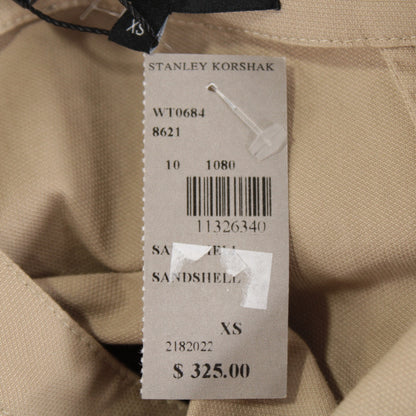 XS
STANLEY KORSHAK
WT0684
8621
10 1080
11326340
SANDSHELL
XS
2182022
$ 325.00